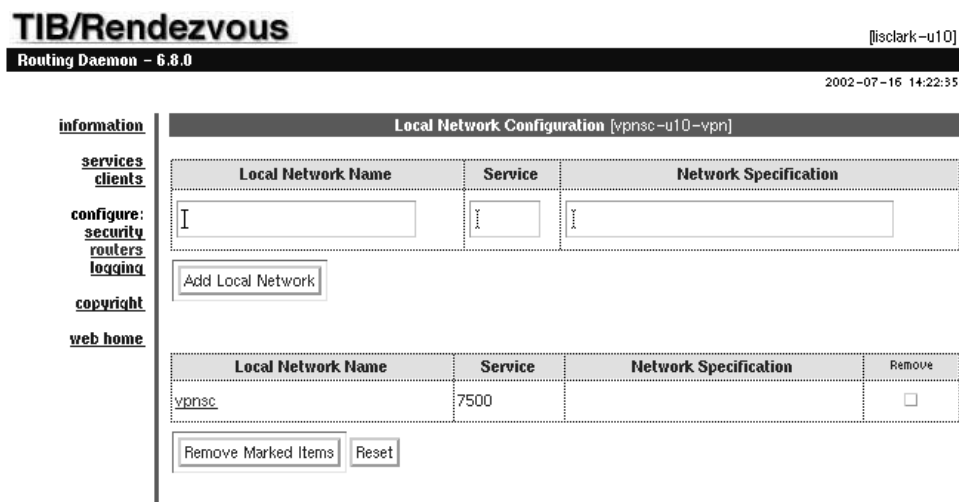 TIB/Rendezvous
[lisclark-u10]
Routing Daemon - 6.8.0
2002-07-16 14:22:35
information
services
clients
configure:
security
routers
logging
copyright
web home
Local Network Configuration [vpnsc-u10-vpn]
Local Network Name Service Network Specification
Add Local Network
Local Network Name Service Network Specification Remove
vpnsc 7500
Remove Marked Items Reset